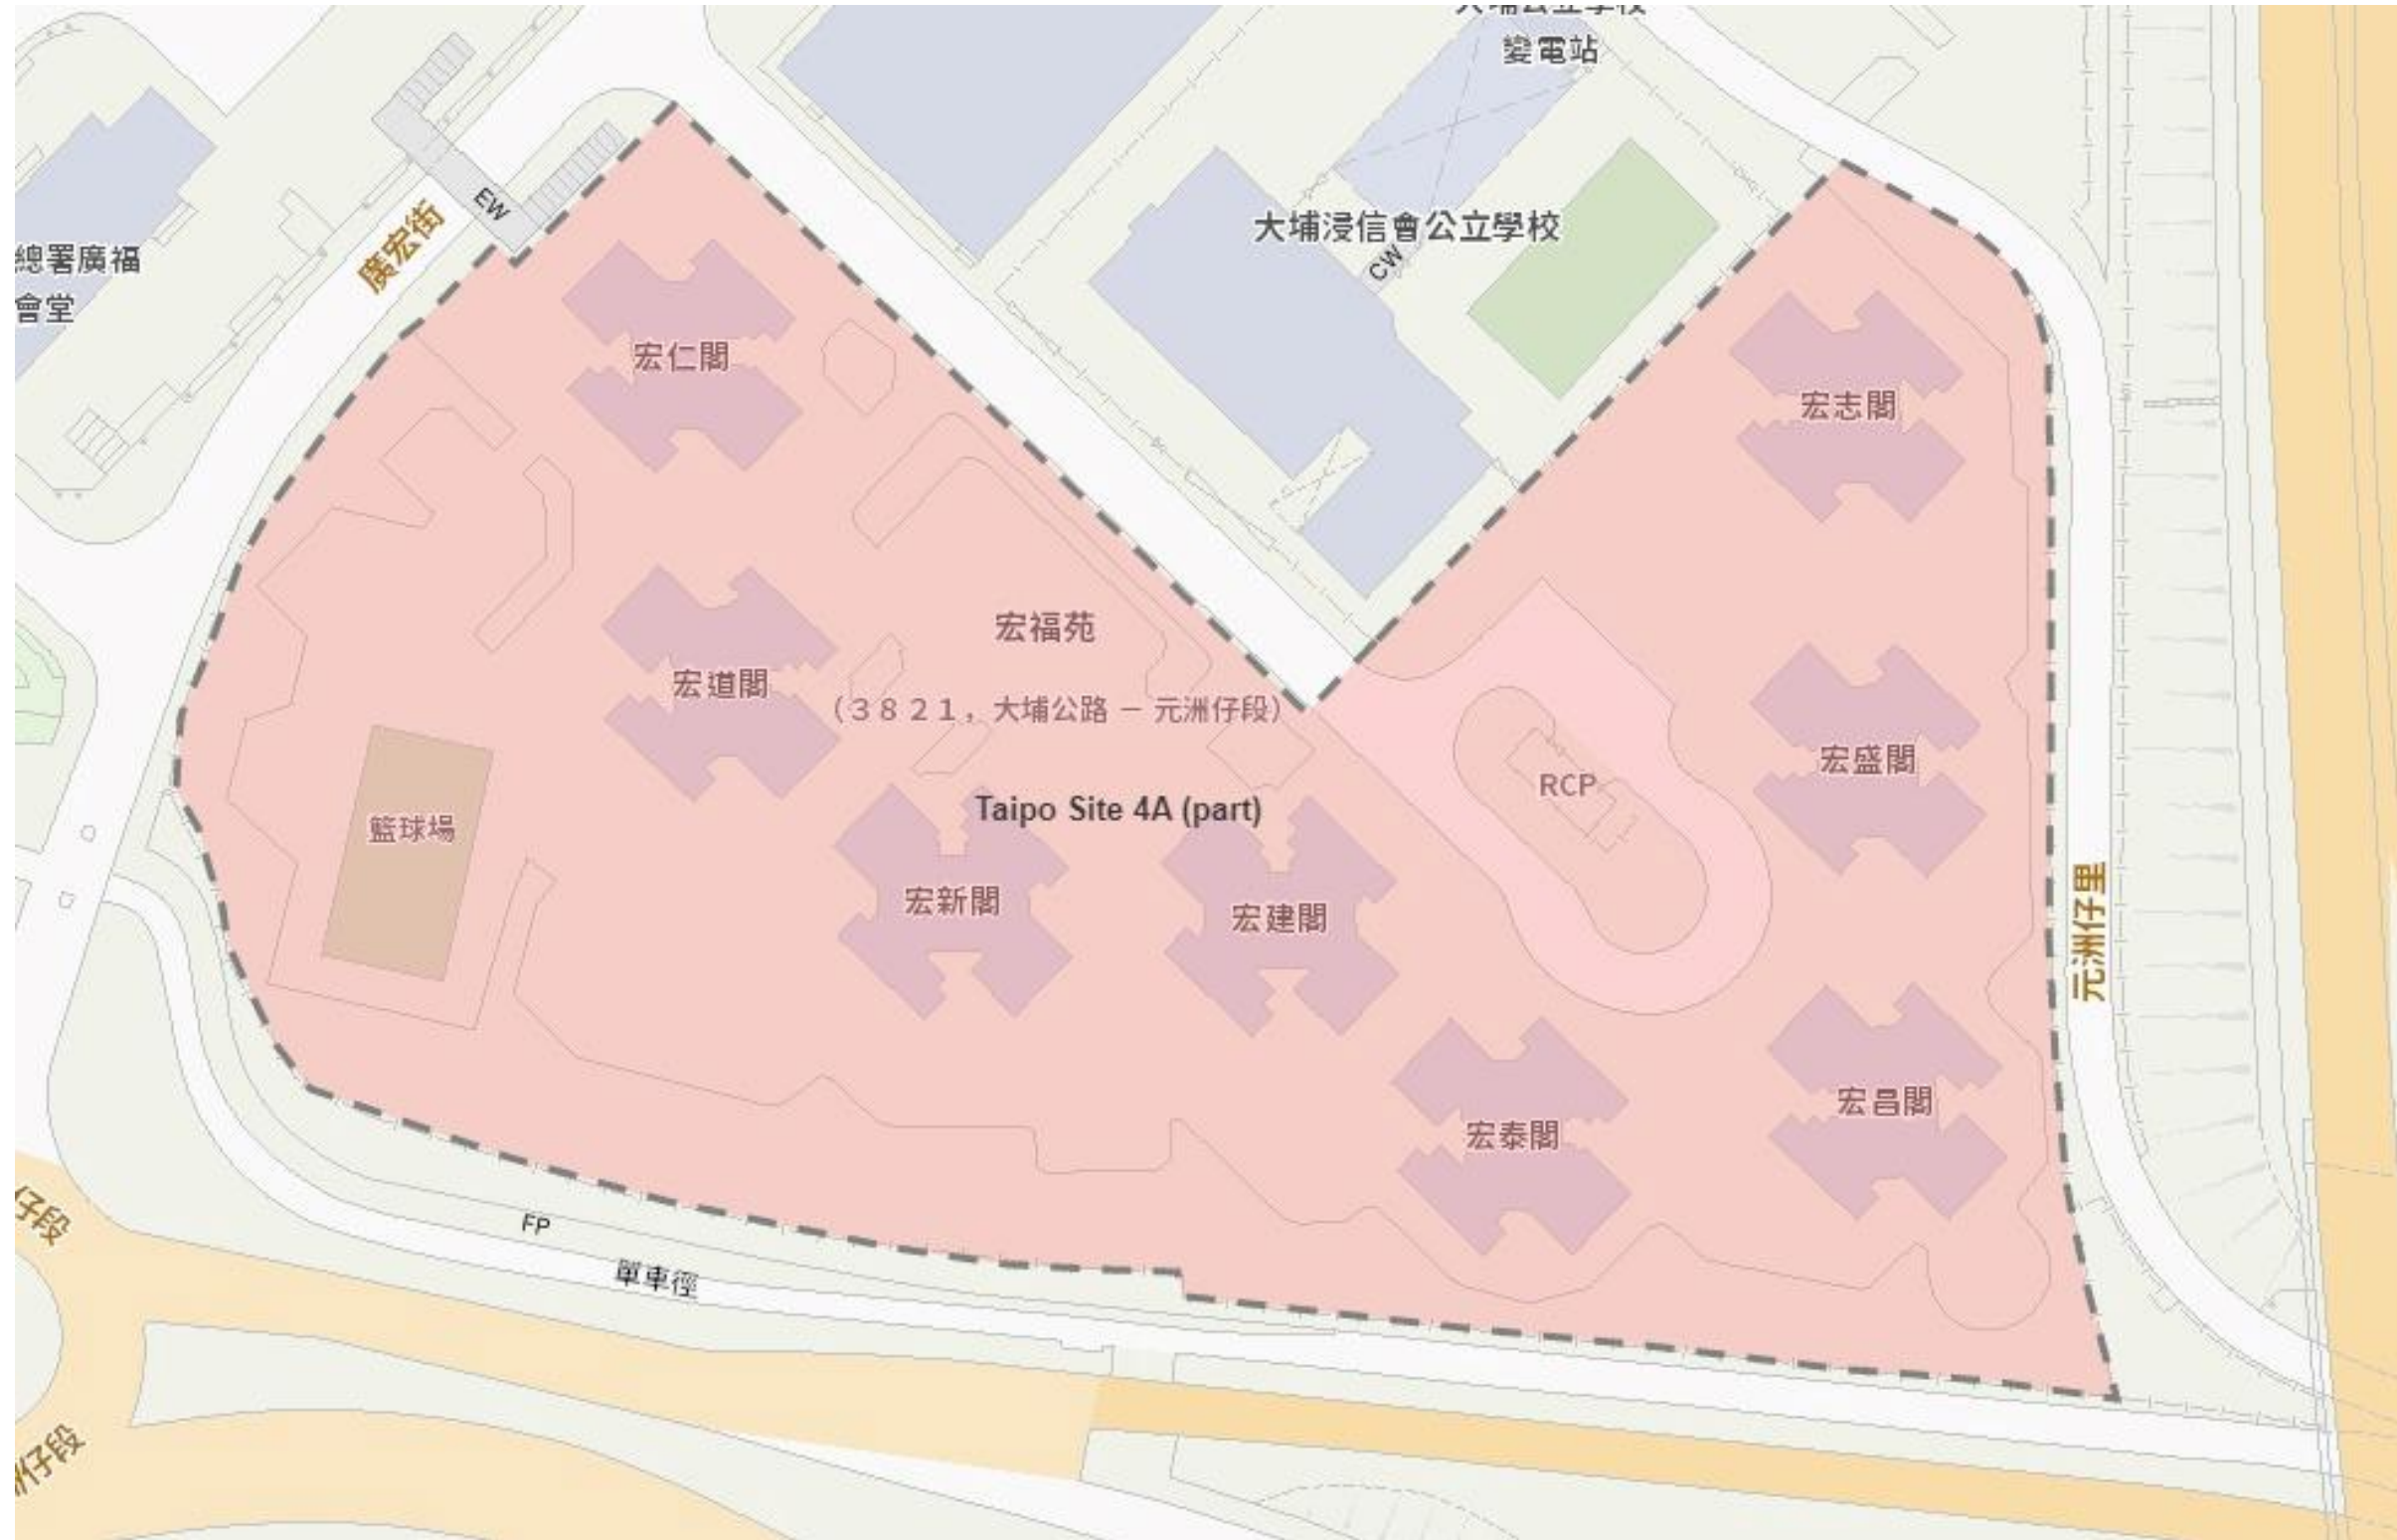 變電站
EW
廣宏街
大埔浸信會公立學校
CW
總署廣福
會堂
宏仁閣
宏志閣
宏福苑
宏道閣
（３８２１，大埔公路 － 元洲仔段）
宏盛閣
RCP
Taipo Site 4A (part)
籃球場
宏新閣
宏建閣
元洲仔里
宏昌閣
宏泰閣
仔段
FP
單車徑
洲仔段